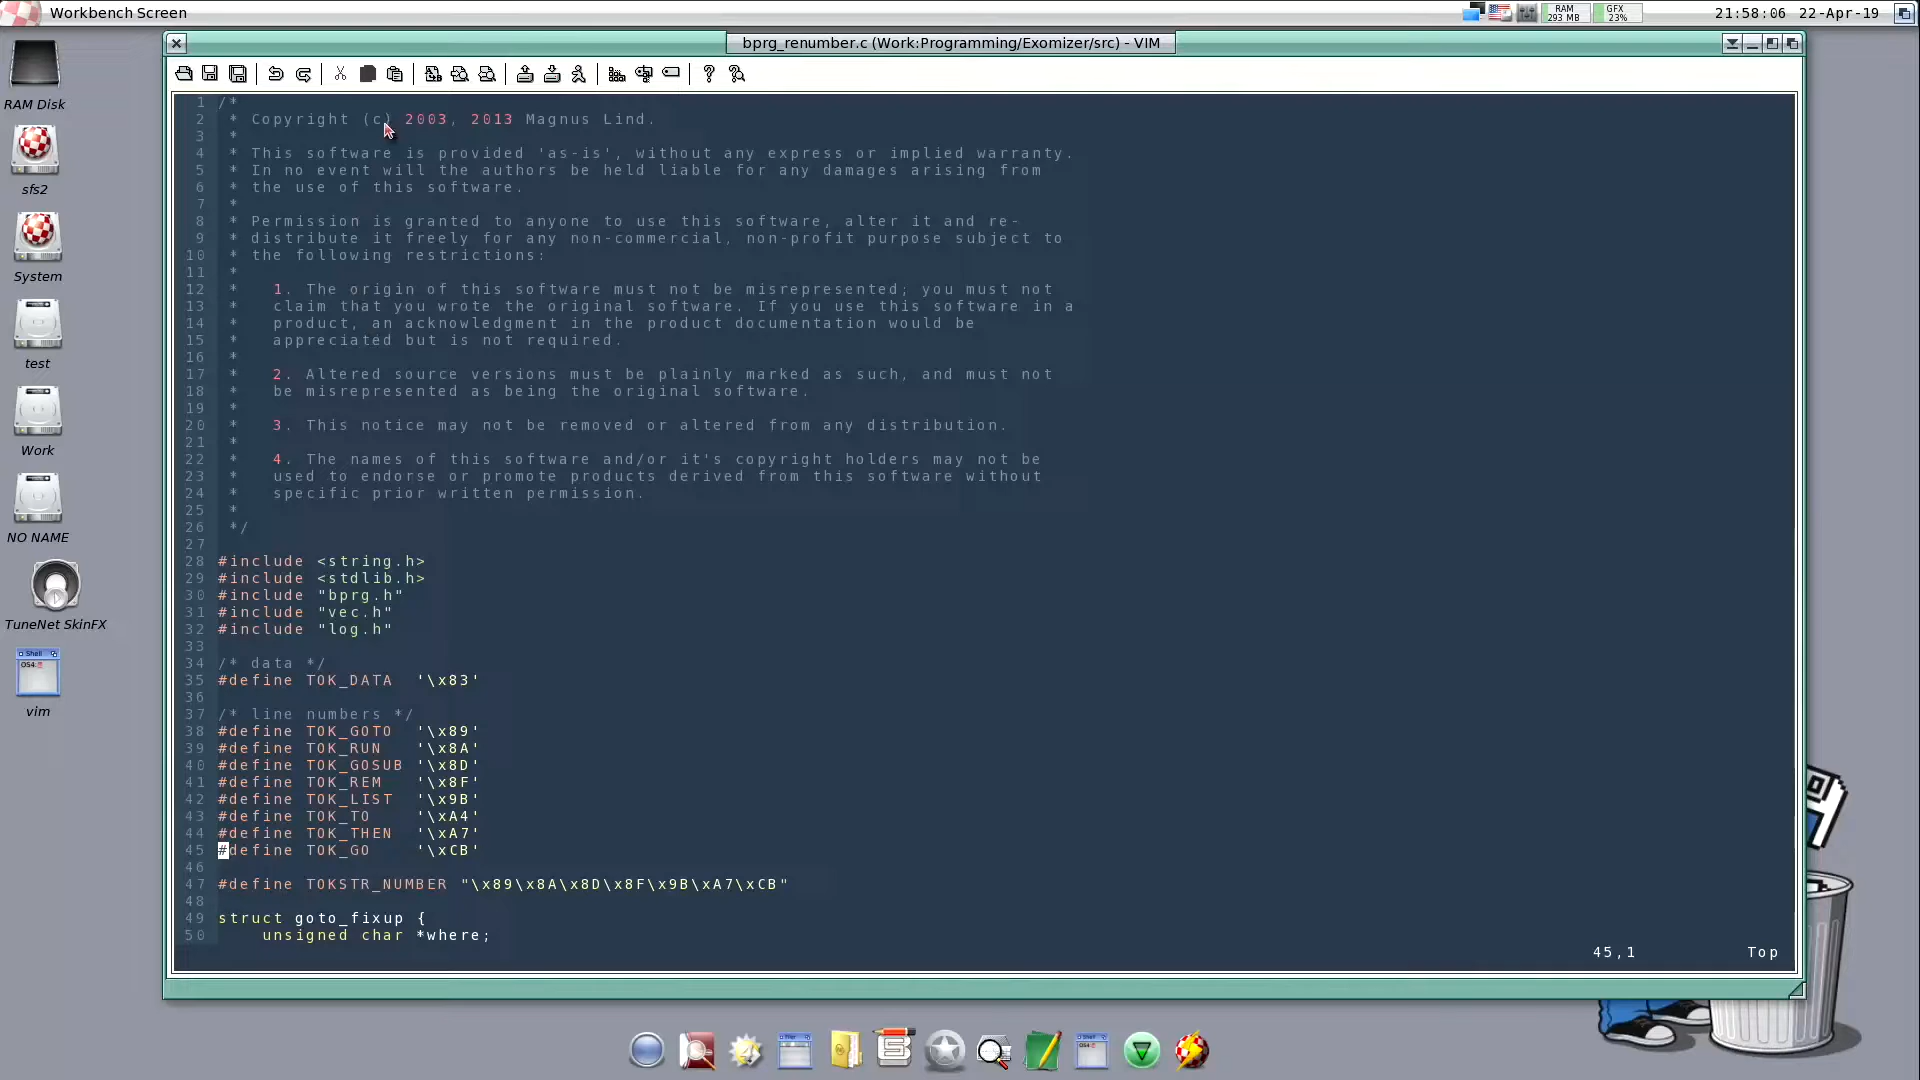 Workbench Screen
RAM
293 MB
GFX
23%
21:58:06 22-Apr-19
bprg_renumber.c (Work:Programming/Exomizer/src) - VIM
RAM Disk
sfs2
System
test
Work
NO NAME
TuneNet SkinFX
Shell
OS4:
vim
1 /*
2  * Copyright (c) 2003, 2013 Magnus Lind.
3  *
4  * This software is provided 'as-is', without any express or implied warranty.
5  * In no event will the authors be held liable for any damages arising from
6  * the use of this software.
7  *
8  * Permission is granted to anyone to use this software, alter it and re-
9  * distribute it freely for any non-commercial, non-profit purpose subject to
10  * the following restrictions:
11  *
12  *   1. The origin of this software must not be misrepresented; you must not
13  *   claim that you wrote the original software. If you use this software in a
14  *   product, an acknowledgment in the product documentation would be
15  *   appreciated but is not required.
16  *
17  *   2. Altered source versions must be plainly marked as such, and must not
18  *   be misrepresented as being the original software.
19  *
20  *   3. This notice may not be removed or altered from any distribution.
21  *
22  *   4. The names of this software and/or it's copyright holders may not be
23  *   used to endorse or promote products derived from this software without
24  *   specific prior written permission.
25  *
26  */
27
28 #include <string.h>
29 #include <stdlib.h>
30 #include "bprg.h"
31 #include "vec.h"
32 #include "log.h"
33
34 /* data */
35 #define TOK_DATA  '\x83'
36
37 /* line numbers */
38 #define TOK_GOTO  '\x89'
39 #define TOK_RUN   '\x8A'
40 #define TOK_GOSUB '\x8D'
41 #define TOK_REM   '\x8F'
42 #define TOK_LIST  '\x9B'
43 #define TOK_TO    '\xA4'
44 #define TOK_THEN  '\xA7'
45 #define TOK_GO    '\xCB'
46
47 #define TOKSTR_NUMBER "\x89\x8A\x8D\x8F\x9B\xA7\xCB"
48
49 struct goto_fixup {
50     unsigned char *where;
45,1 Top